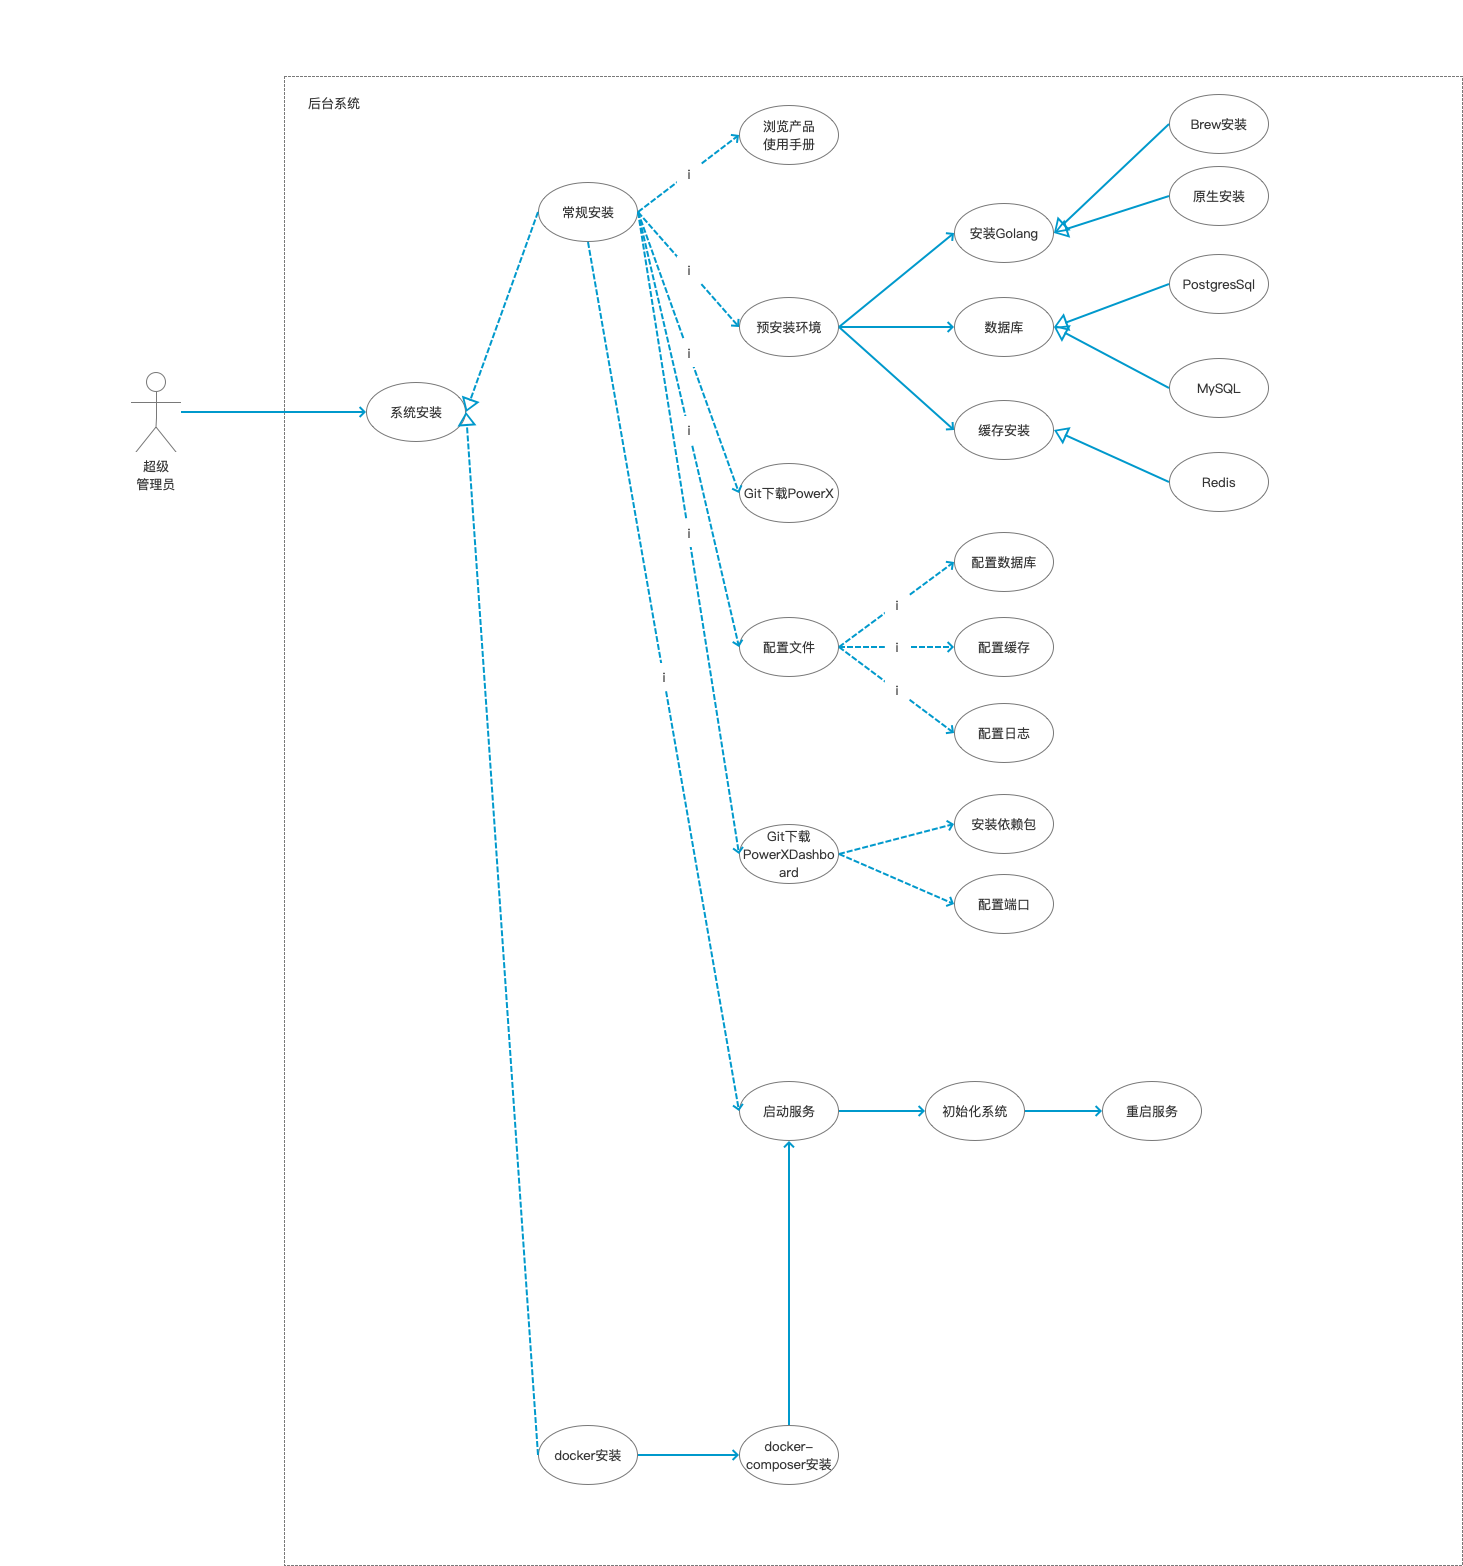 后台系统
浏览产品
使用手册
Brew安装
i
原生安装
常规安装
安装Golang
i
PostgresSql
预安装环境
数据库
i
MySQL
超级
管理员
系统安装
i
缓存安装
Redis
Git下载PowerX
i
配置数据库
i
配置文件
i
配置缓存
i
i
配置日志
安装依赖包
Git下载
PowerXDashbo
ard
配置端口
启动服务
初始化系统
重启服务
docker安装
docker-
composer安装